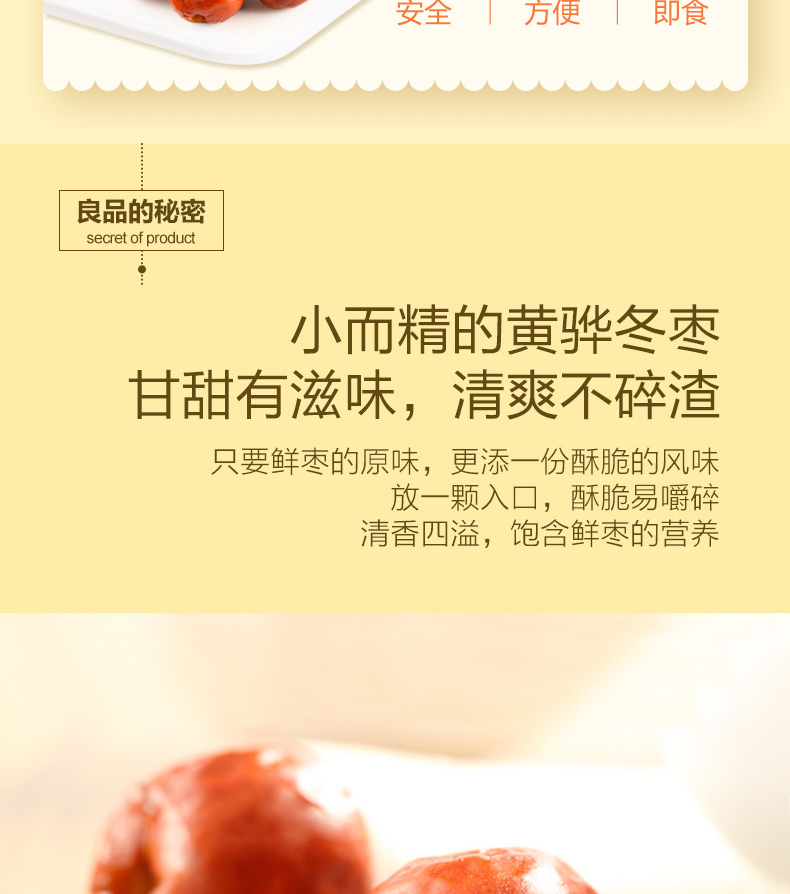 安全 | 方便 | 即食
良品的秘密
secret of product
小而精的黄骅冬枣
甘甜有滋味，清爽不碎渣
只要鲜枣的原味，更添一份酥脆的风味
放一颗入口，酥脆易嚼碎
清香四溢，饱含鲜枣的营养